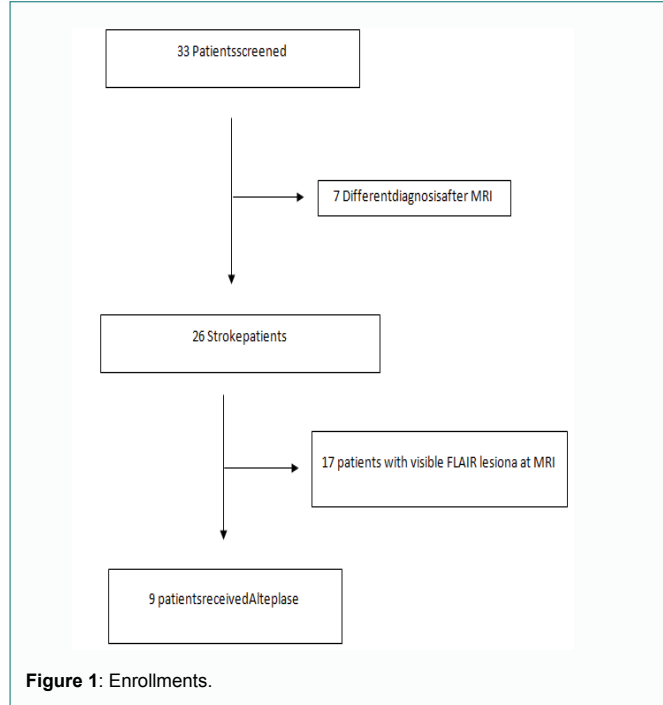 33 Patientsscreened
7 Differentdiagnosisafter MRI
26 Strokepatients
17 patients with visible FLAIR lesiona at MRI
9 patientsreceivedAlteplase
Figure 1: Enrollments.